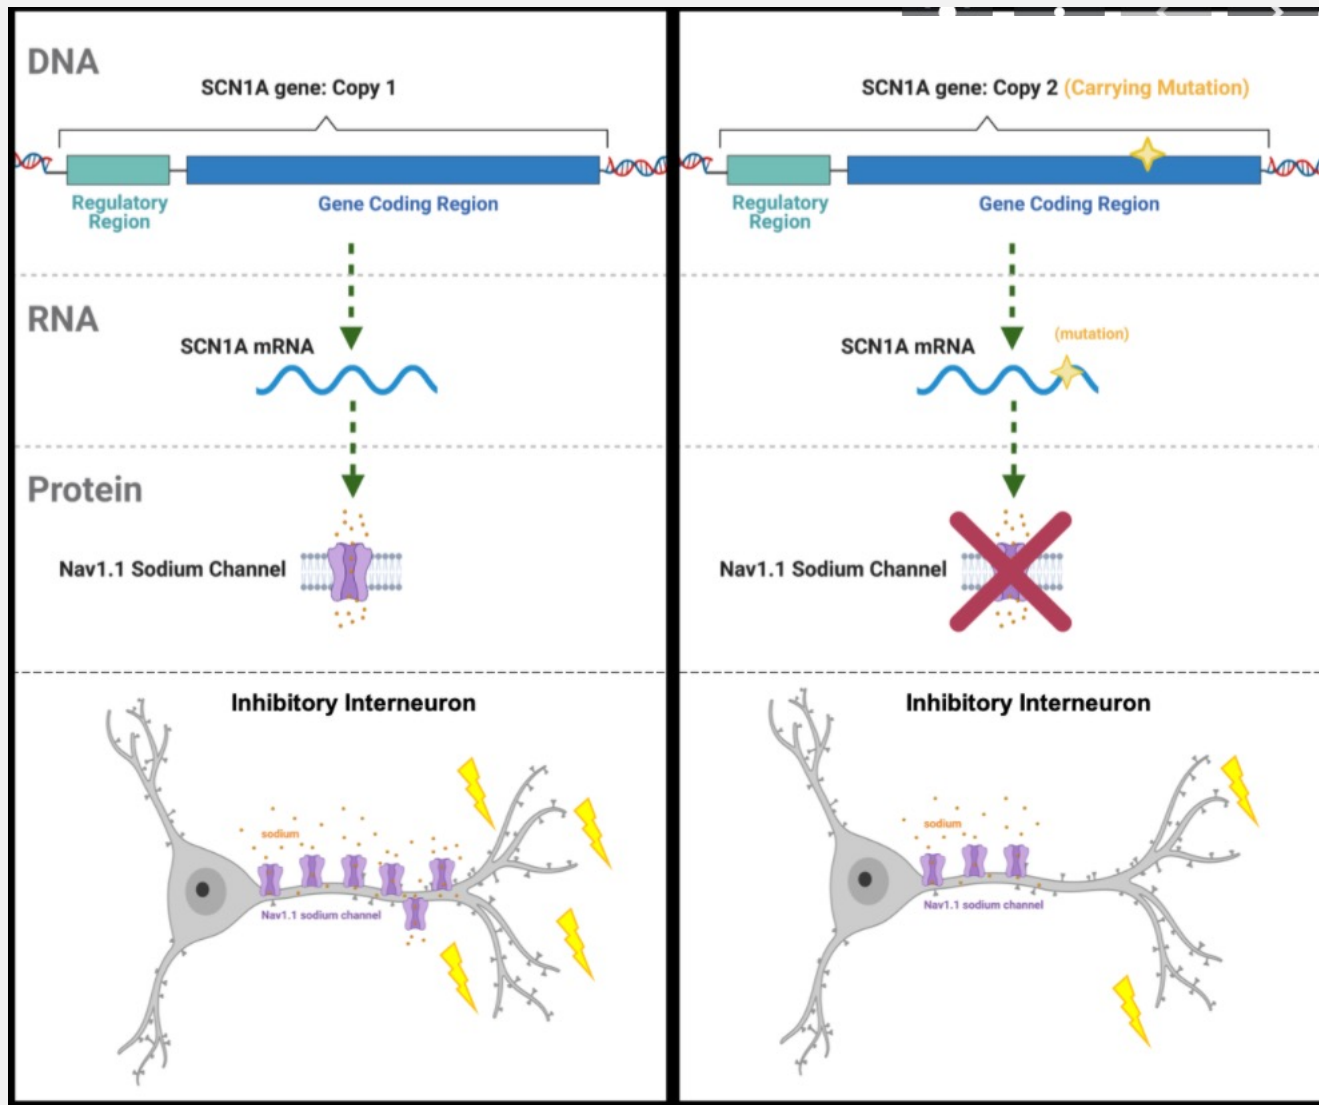 DNA
SCN1A gene: Copy 1
Regulatory
Region
Gene Coding Region
RNA
SCN1A mRNA
Protein
Nav1.1 Sodium Channel
Inhibitory Interneuron
sodium
Nav1.1 sodium channel
SCN1A gene: Copy 2 (Carrying Mutation)
Regulatory
Region
Gene Coding Region
(mutation)
SCN1A mRNA
Nav1.1 Sodium Channel
Inhibitory Interneuron
sodium
Nav1.1 sodium channel